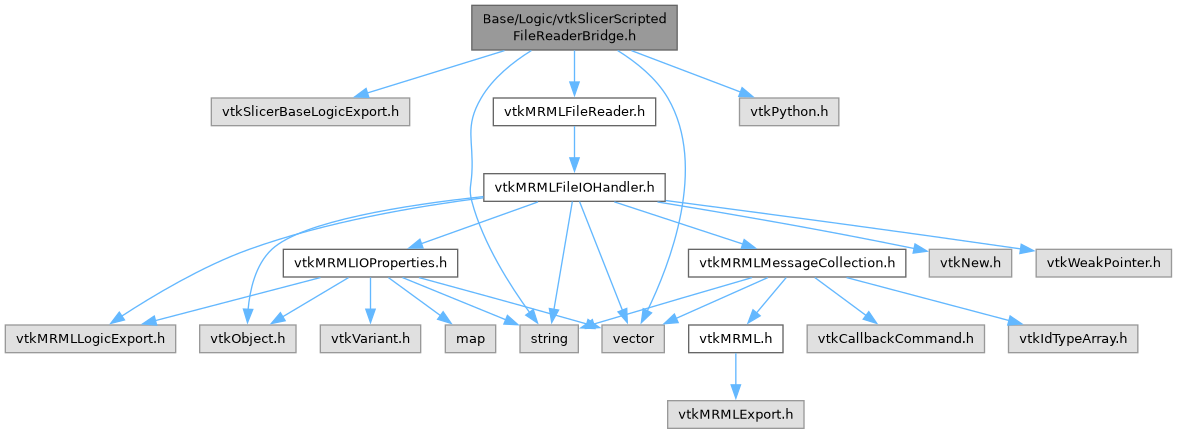 Base/Logic/vtkSlicerScripted
FileReaderBridge.h
vtkSlicerBaseLogicExport.h
vtkMRMLFileReader.h
vtkPython.h
vtkMRMLFileIOHandler.h
vtkMRMLIOProperties.h
vtkMRMLMessageCollection.h
vtkNew.h
vtkWeakPointer.h
vtkMRMLLogicExport.h
vtkObject.h
vtkVariant.h
map
string
vector
vtkMRML.h
vtkCallbackCommand.h
vtkIdTypeArray.h
vtkMRMLExport.h